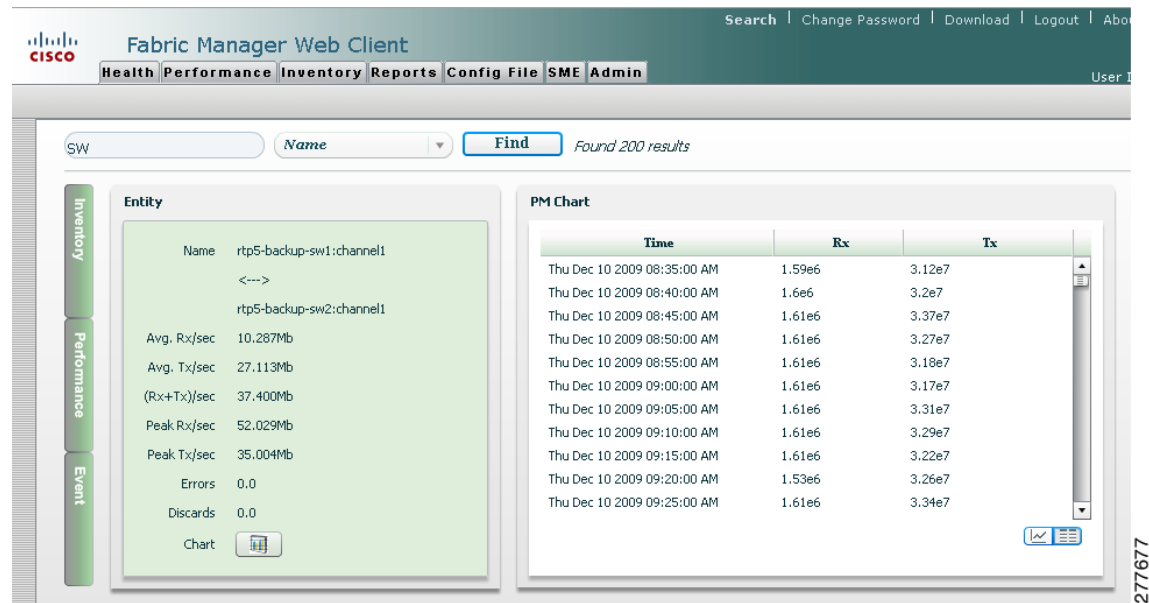 Search | Change Password | Download | Logout | Abou
CISCO
Fabric Manager Web Client
Health Performance Inventory Reports Config File SME Admin
User I
SW Name Find Found 200 results
Inventory
Performance
Event
Entity
Name rtp5-backup-sw1:channel1
<--->
rtp5-backup-sw2:channel1
Avg. Rx/sec 10.287Mb
Avg. Tx/sec 27.113Mb
(Rx+Tx)/sec 37.400Mb
Peak Rx/sec 52.029Mb
Peak Tx/sec 35.004Mb
Errors 0.0
Discards 0.0
Chart
PM Chart
Time Rx Tx
Thu Dec 10 2009 08:35:00 AM 1.59e6 3.12e7
Thu Dec 10 2009 08:40:00 AM 1.6e6 3.2e7
Thu Dec 10 2009 08:45:00 AM 1.61e6 3.37e7
Thu Dec 10 2009 08:50:00 AM 1.61e6 3.27e7
Thu Dec 10 2009 08:55:00 AM 1.61e6 3.18e7
Thu Dec 10 2009 09:00:00 AM 1.61e6 3.17e7
Thu Dec 10 2009 09:05:00 AM 1.61e6 3.31e7
Thu Dec 10 2009 09:10:00 AM 1.61e6 3.29e7
Thu Dec 10 2009 09:15:00 AM 1.61e6 3.22e7
Thu Dec 10 2009 09:20:00 AM 1.53e6 3.26e7
Thu Dec 10 2009 09:25:00 AM 1.61e6 3.34e7
277677